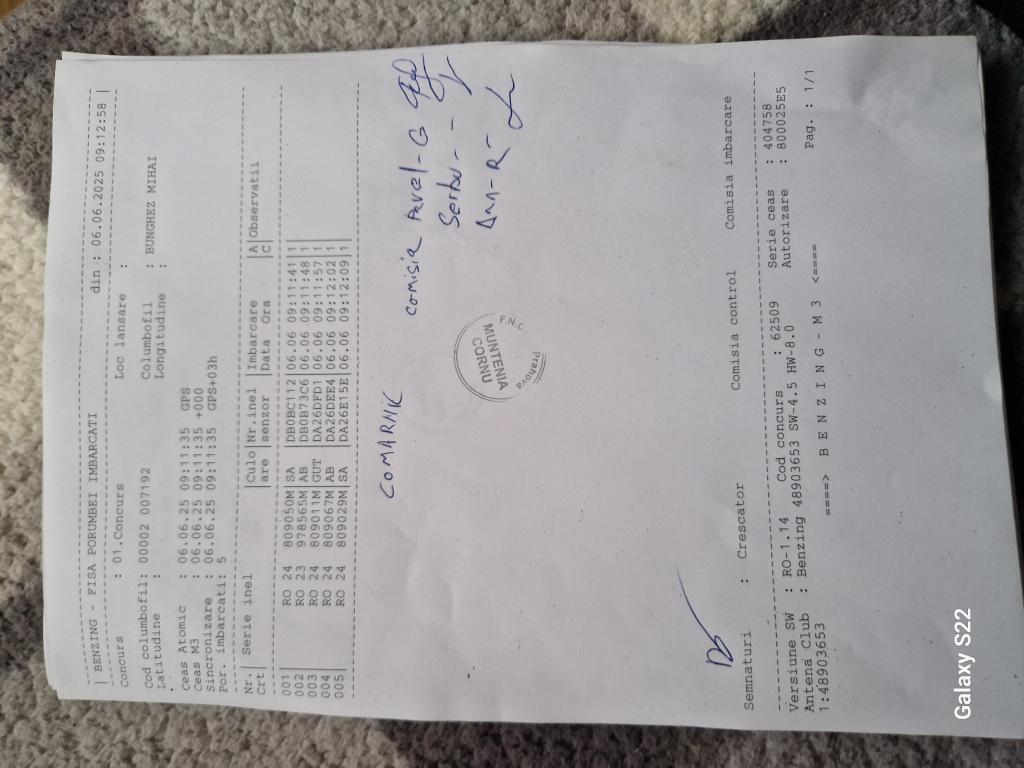 | BENZING - FISA PORUMBEI IMBARCATI din : 06.06.2025 09:12:58 |
Concurs : 01.Concurs Loc lansare :
Cod columbofil: 00002 007192 Columbofil : BUNGHEZ MIHAI
Latitudine : Longitudine :
Ceas Atomic : 06.06.25 09:11:35 GPS
Ceas M3 : 06.06.25 09:11:35 +000
Sincronizare : 06.06.25 09:11:35 GPS+03h
Por. imbarcati: 5
Nr.| Serie inel |Culo|Nr.inel |Imbarcare |A|Observatii
Crt| |are |senzor |Data Ora |C|
001| RO 24 809050M SA |DB0BC112|06.06 09:11:41|1|
002| RO 23 978565M AB |DB0B73C6|06.06 09:11:48|1
003| RO 24 809011M GUT |DA26DFD1|06.06 09:11:57|1
004| RO 24 809067M AB |DA26DEE4|06.06 09:12:02|1
005| RO 24 809029M SA |DA26E15E|06.06 09:12:09|1|
COMARNIC comisia Pavel-G
Serbu-
Dan-R-
F.N.C.
MUNTENIA
CORNU
Prahova
Semnaturi : Crescator Comisia control Comisia imbarcare
Versiune SW : RO-1.14 Cod concurs : 62509 Serie ceas : 404758
Antena Club : Benzing 48903653 SW-4.5 HW-8.0 Autorizare : 800025E5
1:48903653
====> B E N Z I N G - M 3 <==== Pag. : 1/1
Galaxy S22